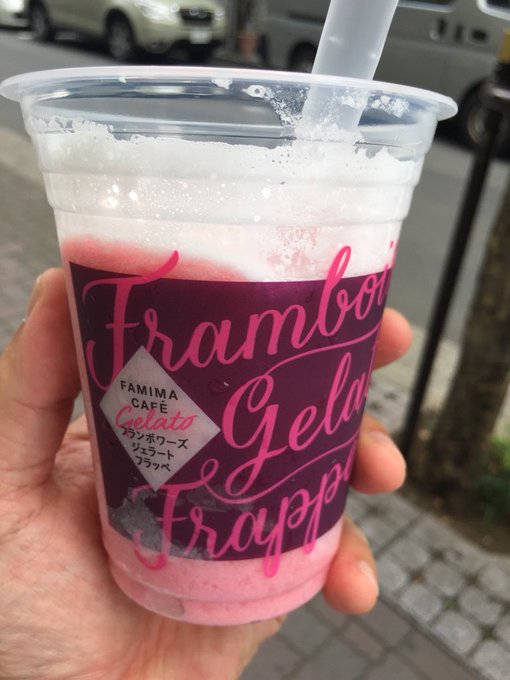 Framboi
Gela
Frapp
FAMIMA
CAFÉ
Gelato
フランボワーズ
ジェラート
フラッペ